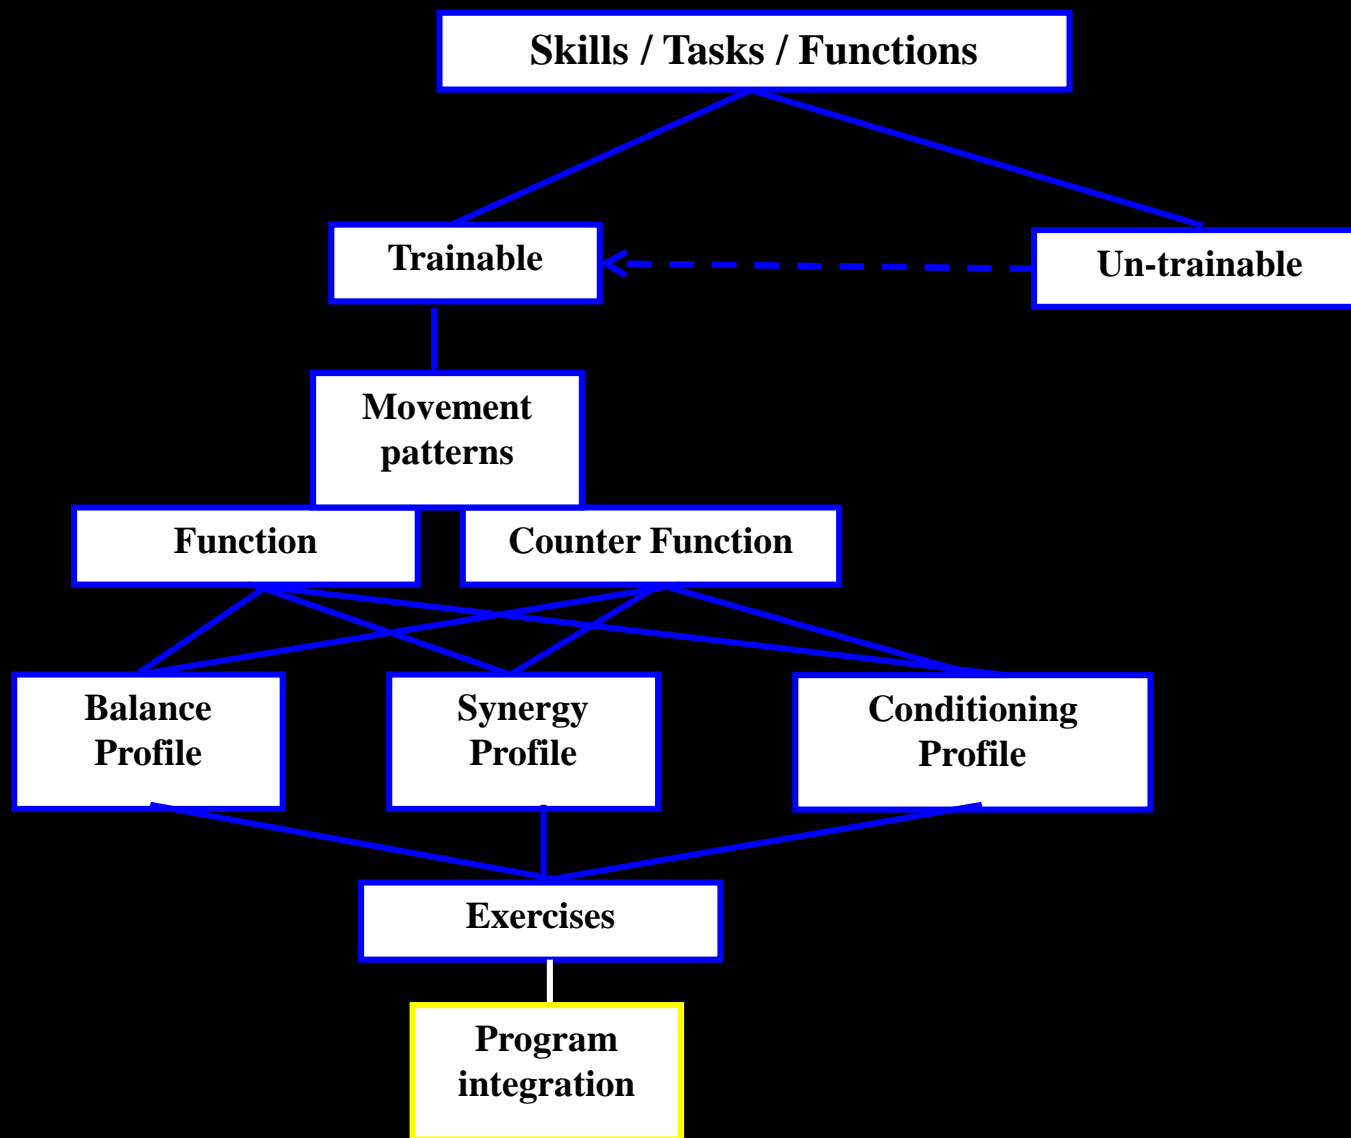 Skills / Tasks / Functions
Trainable
Un-trainable
Movement
patterns
Function
Counter Function
Balance
Profile
Synergy
Profile
Conditioning
Profile
Exercises
Program
integration